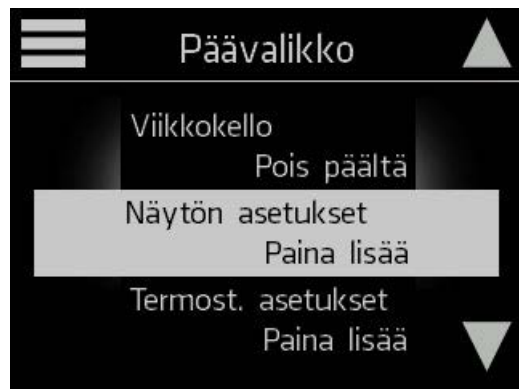 Päävalikko
Viikkokello
Pois päältä
Näytön asetukset
Paina lisää
Termost. asetukset
Paina lisää